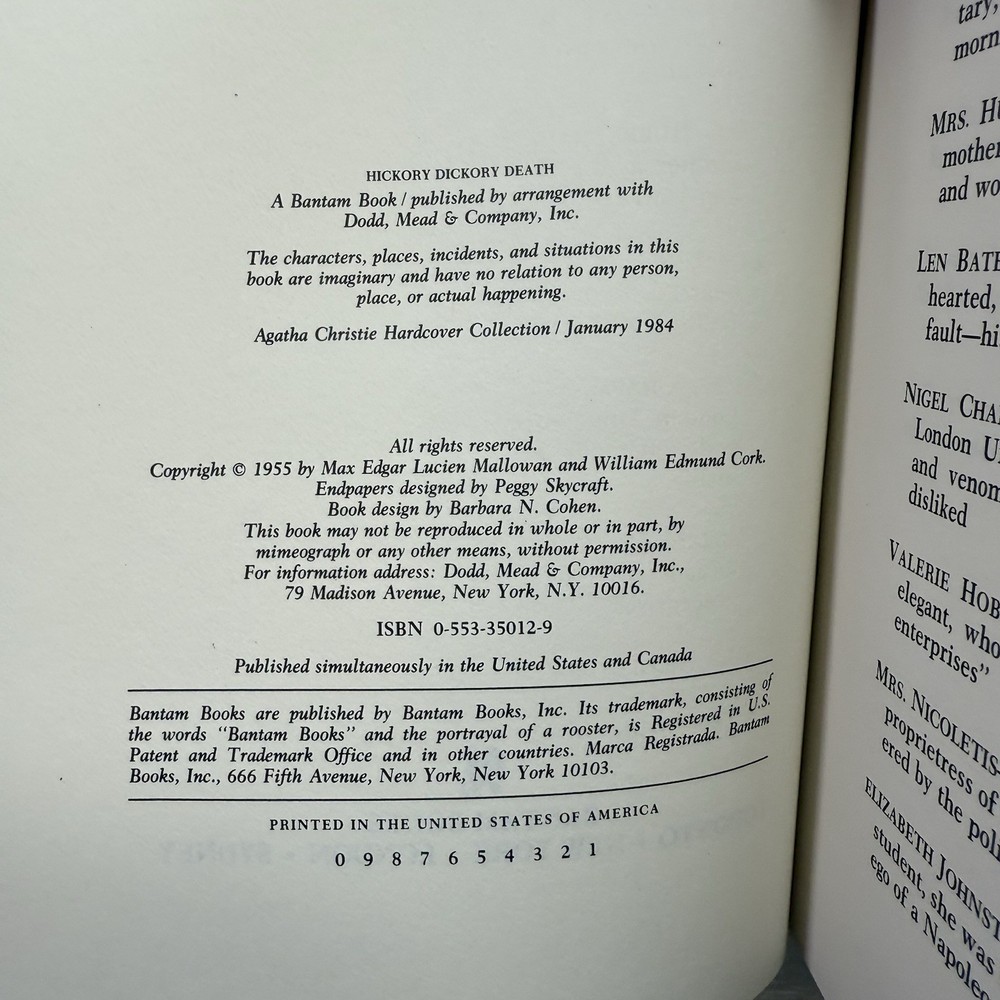 HICKORY DICKORY DEATH
A Bantam Book / published by arrangement with
Dodd, Mead & Company, Inc.
The characters, places, incidents, and situations in this
book are imaginary and have no relation to any person,
place, or actual happening.
Agatha Christie Hardcover Collection / January 1984
All rights reserved.
Copyright © 1955 by Max Edgar Lucien Mallowan and William Edmund Cork.
Endpapers designed by Peggy Skycraft.
Book design by Barbara N. Cohen.
This book may not be reproduced in whole or in part, by
mimeograph or any other means, without permission.
For information address: Dodd, Mead & Company, Inc.,
79 Madison Avenue, New York, N.Y. 10016.
ISBN 0-553-35012-9
Published simultaneously in the United States and Canada
Bantam Books are published by Bantam Books, Inc. Its trademark, consisting of
the words "Bantam Books" and the portrayal of a rooster, is Registered in U.S.
Patent and Trademark Office and in other countries. Marca Registrada. Bantam
Books, Inc., 666 Fifth Avenue, New York, New York 10103.
PRINTED IN THE UNITED STATES OF AMERICA
0 9 8 7 6 5 4 3 2 1
tary,
morn
MRS. HU
mother
and wo
LEN BATE
hearted,
fault—hi
NIGEL CHA
London U
and venom
disliked
VALERIE HOB
elegant, who
enterprises"
MRS. NICOLETIS
proprietress of
ered by the poli
ELIZABETH JOHNST
student, she was
ego of a Napoleo